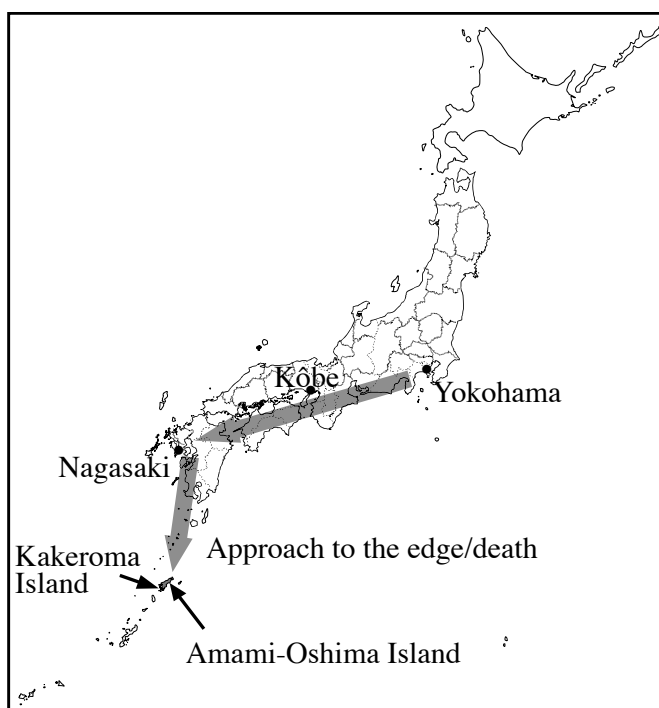 Kôbe
Yokohama
Nagasaki
Approach to the edge/death
Kakeroma
Island
Amami-Oshima Island